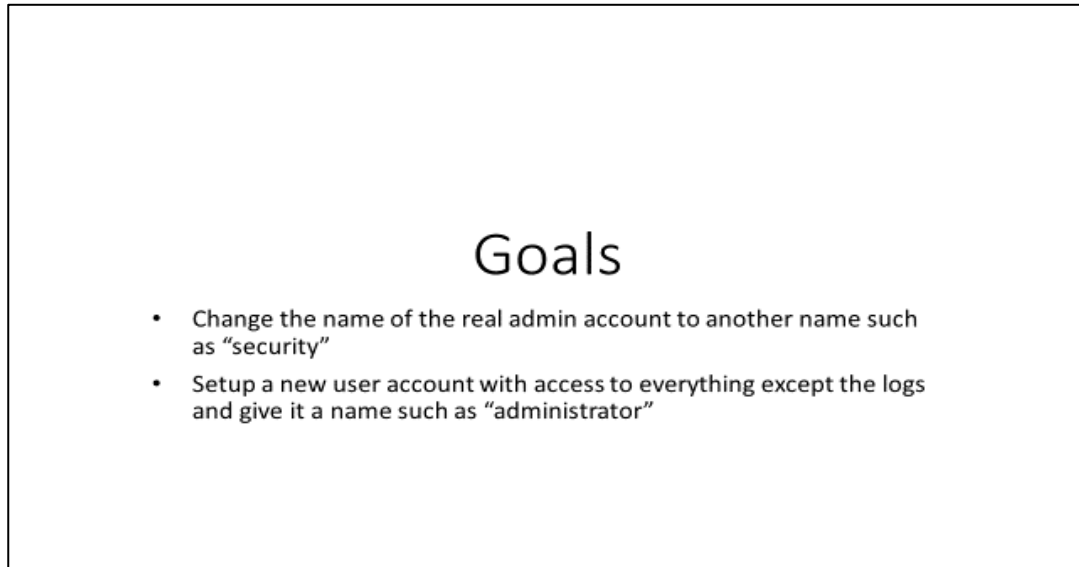 Goals
• Change the name of the real admin account to another name such
as “security”
• Setup a new user account with access to everything except the logs
and give it a name such as “administrator”